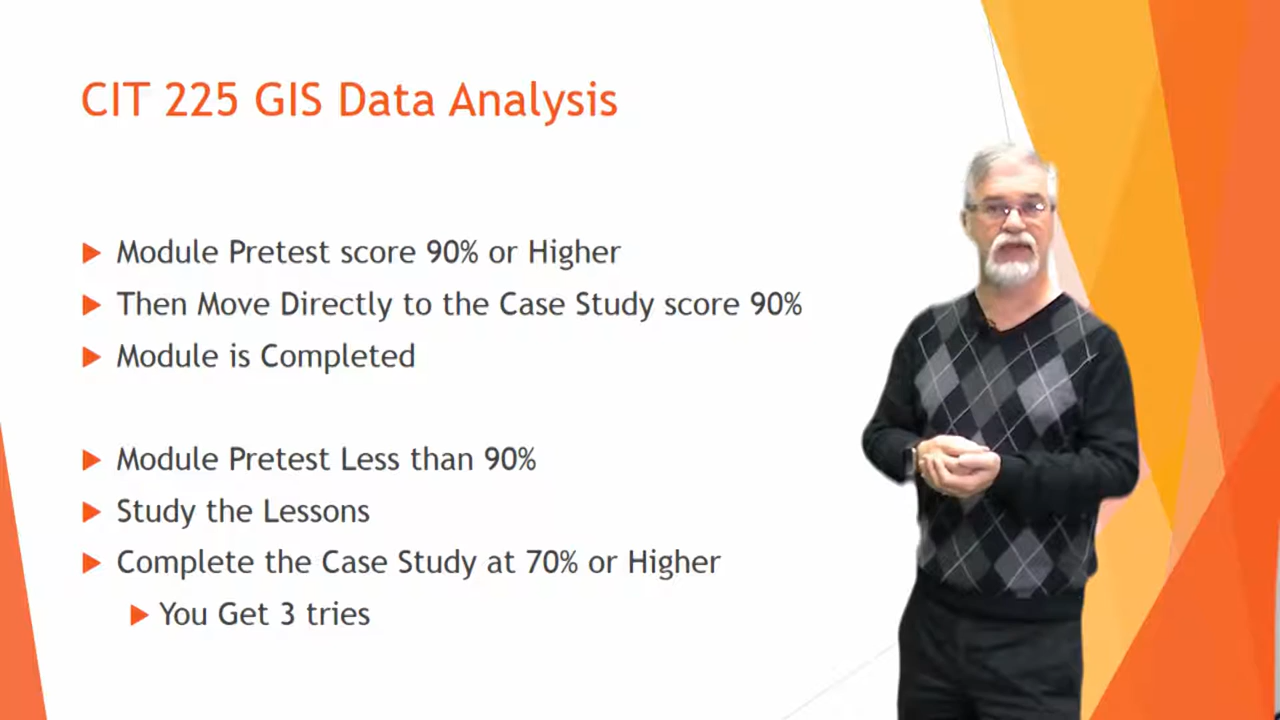 CIT 225 GIS Data Analysis
Module Pretest score 90% or Higher
Then Move Directly to the Case Study score 90%
Module is Completed
Module Pretest Less than 90%
Study the Lessons
Complete the Case Study at 70% or Higher
You Get 3 tries